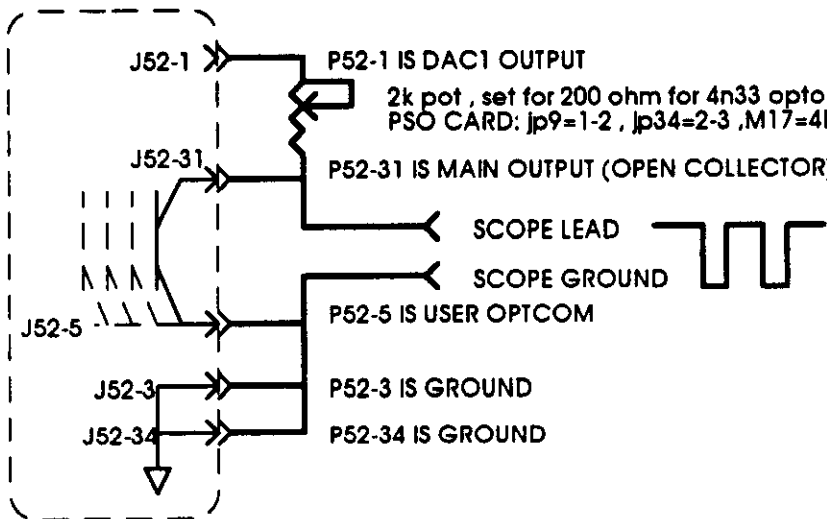 J52-1 P52-1 IS DAC1 OUTPUT
2k pot , set for 200 ohm for 4n33 opto
PSO CARD: jp9=1-2 , jp34=2-3 ,M17=4
J52-31 P52-31 IS MAIN OUTPUT (OPEN COLLECTOR)
SCOPE LEAD
SCOPE GROUND
J52-5 P52-5 IS USER OPTCOM
J52-3 P52-3 IS GROUND
J52-34 P52-34 IS GROUND